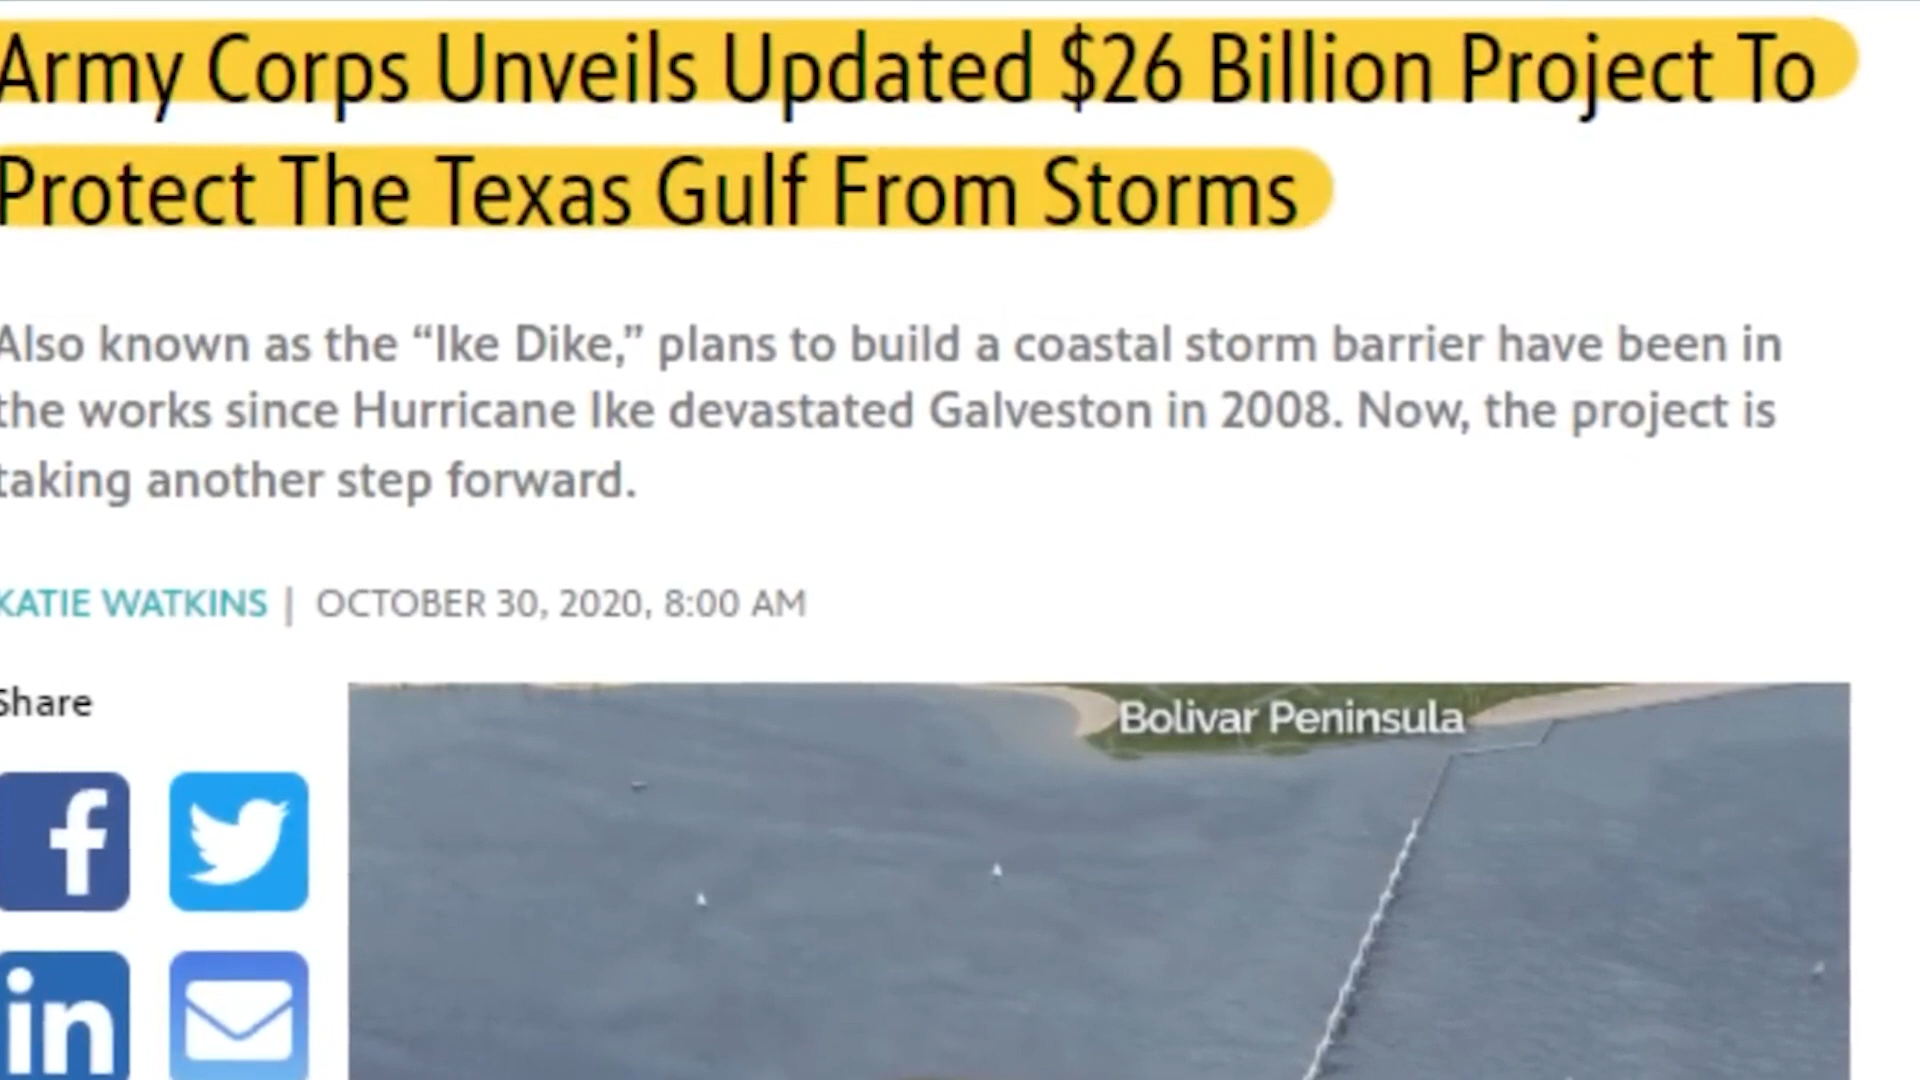 Army Corps Unveils Updated $26 Billion Project To
Protect The Texas Gulf From Storms
Also known as the “Ike Dike,” plans to build a coastal storm barrier have been in
the works since Hurricane Ike devastated Galveston in 2008. Now, the project is
taking another step forward.
KATIE WATKINS | OCTOBER 30, 2020, 8:00 AM
Share
Bolivar Peninsula
f
in